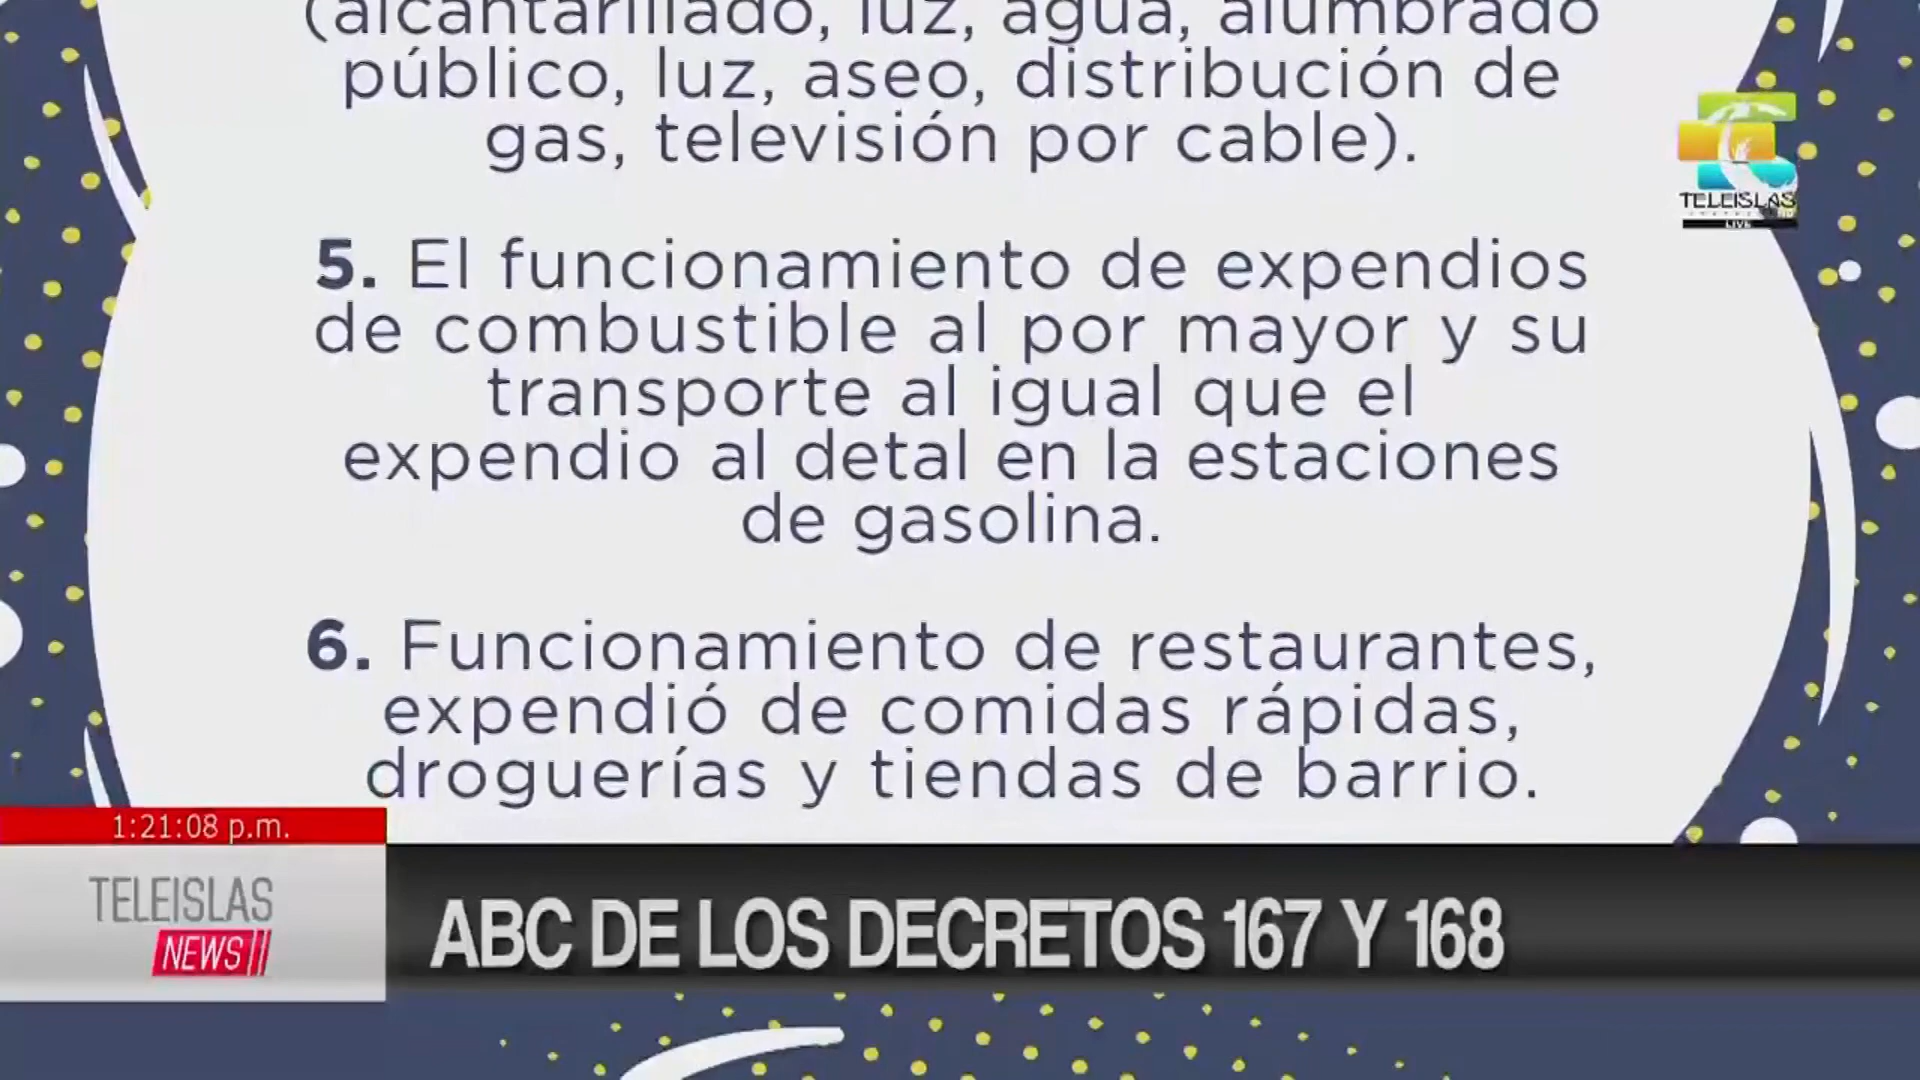 (alcantarillado, luz, agua, alumbrado
público, luz, aseo, distribución de
gas, televisión por cable).
TELEISLAS
LIVE
5. El funcionamiento de expendios
de combustible al por mayor y su
transporte al igual que el
expendio al detal en la estaciones
de gasolina.
6. Funcionamiento de restaurantes,
expendió de comidas rápidas,
droguerías y tiendas de barrio.
1:21:08 p.m.
TELEISLAS
NEWS
ABC DE LOS DECRETOS 167 Y 168